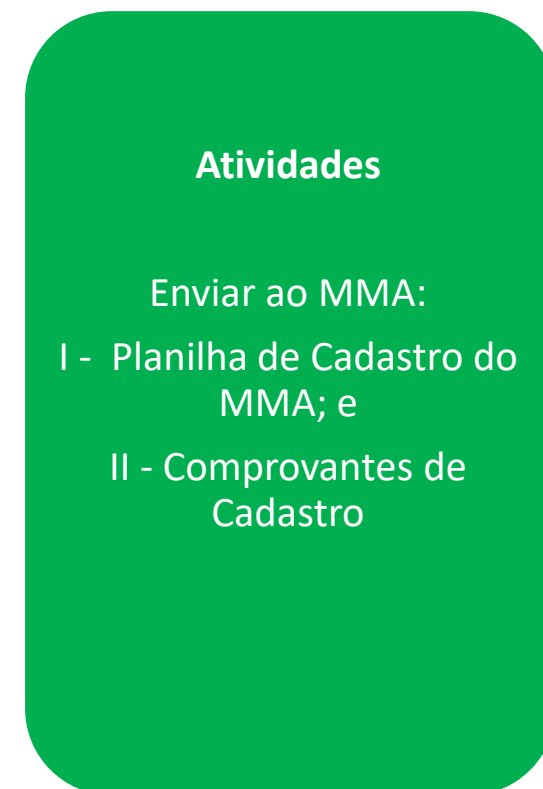 Atividades
Enviar ao MMA:
I -  Planilha de Cadastro do
MMA; e
II - Comprovantes de
Cadastro